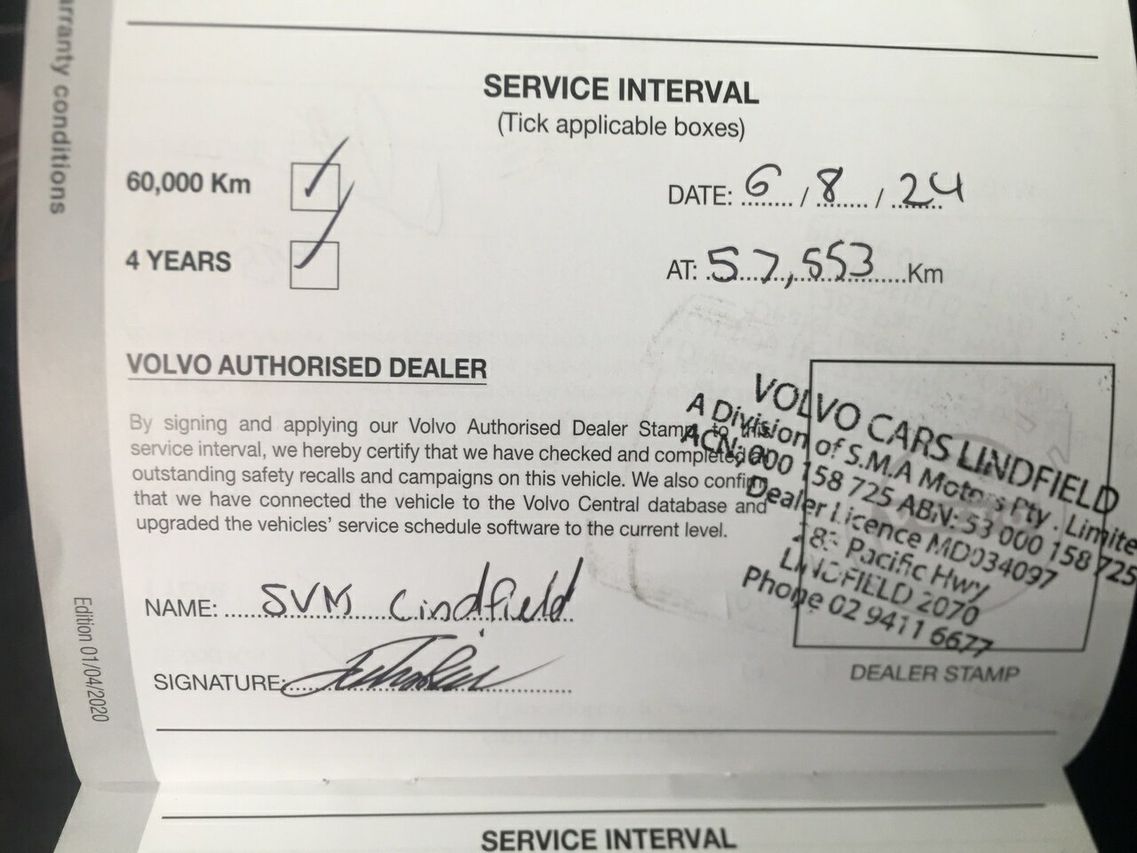 arranty conditions
SERVICE INTERVAL
(Tick applicable boxes)
60,000 Km
DATE: 6 / 8 / 24
4 YEARS
AT: 57,553 Km
VOLVO AUTHORISED DEALER
By signing and applying our Volvo Authorised Dealer Stamp to this
service interval, we hereby certify that we have checked and completed
outstanding safety recalls and campaigns on this vehicle. We also confirm
that we have connected the vehicle to the Volvo Central database and
upgraded the vehicles' service schedule software to the current level.
VOLVO CARS LINDFIELD
A Division of S.M.A Motors Pty . Limite
ACN: 000 158 725 ABN: 53 000 158 725
Dealer Licence MD034097
Pacific Hwy
LINDFIELD 2070
Phone 02 9411 6677
NAME: SVM Lindfield
SIGNATURE:
DEALER STAMP
Edition 01/04/2020
SERVICE INTERVAL